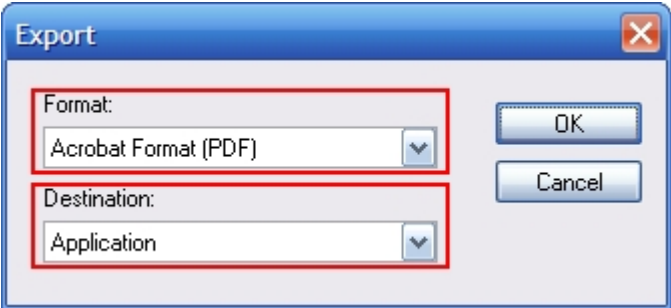 Export
Format:
Acrobat Format (PDF)
OK
Cancel
Destination:
Application